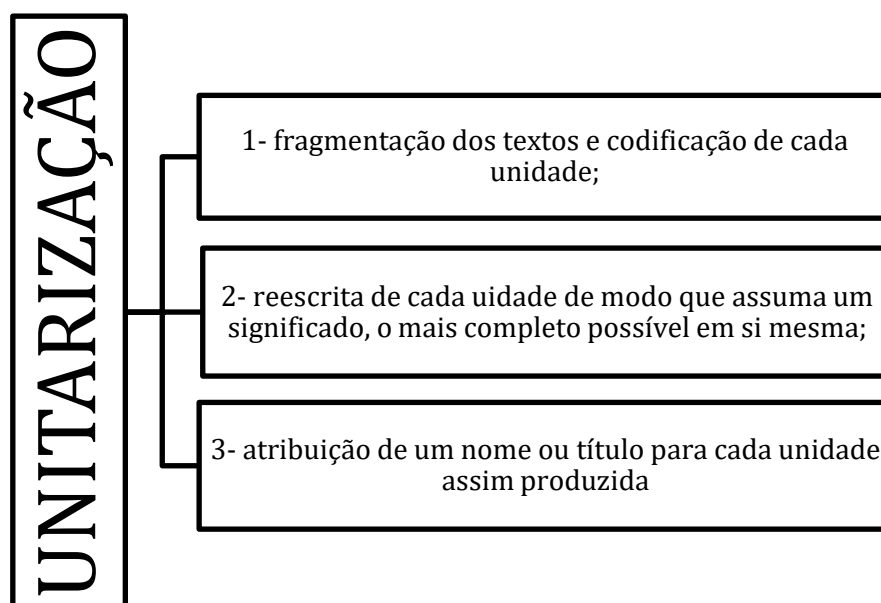 UNITARIZAÇÃO
1- fragmentação dos textos e codificação de cada
unidade;
2- reescrita de cada uidade de modo que assuma um
significado, o mais completo possível em si mesma;
3- atribuição de um nome ou título para cada unidade
assim produzida